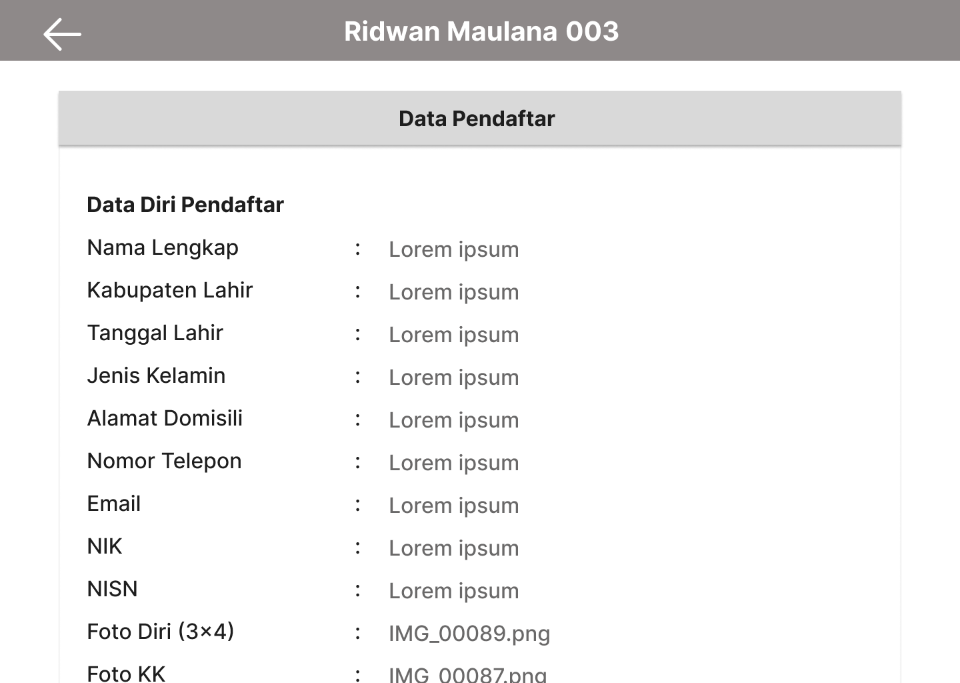 Ridwan Maulana 003
Data Pendaftar
Data Diri Pendaftar
Nama Lengkap : Lorem ipsum
Kabupaten Lahir : Lorem ipsum
Tanggal Lahir : Lorem ipsum
Jenis Kelamin : Lorem ipsum
Alamat Domisili : Lorem ipsum
Nomor Telepon : Lorem ipsum
Email : Lorem ipsum
NIK : Lorem ipsum
NISN : Lorem ipsum
Foto Diri (3×4) : IMG_00089.png
Foto KK : IMG_00087.png